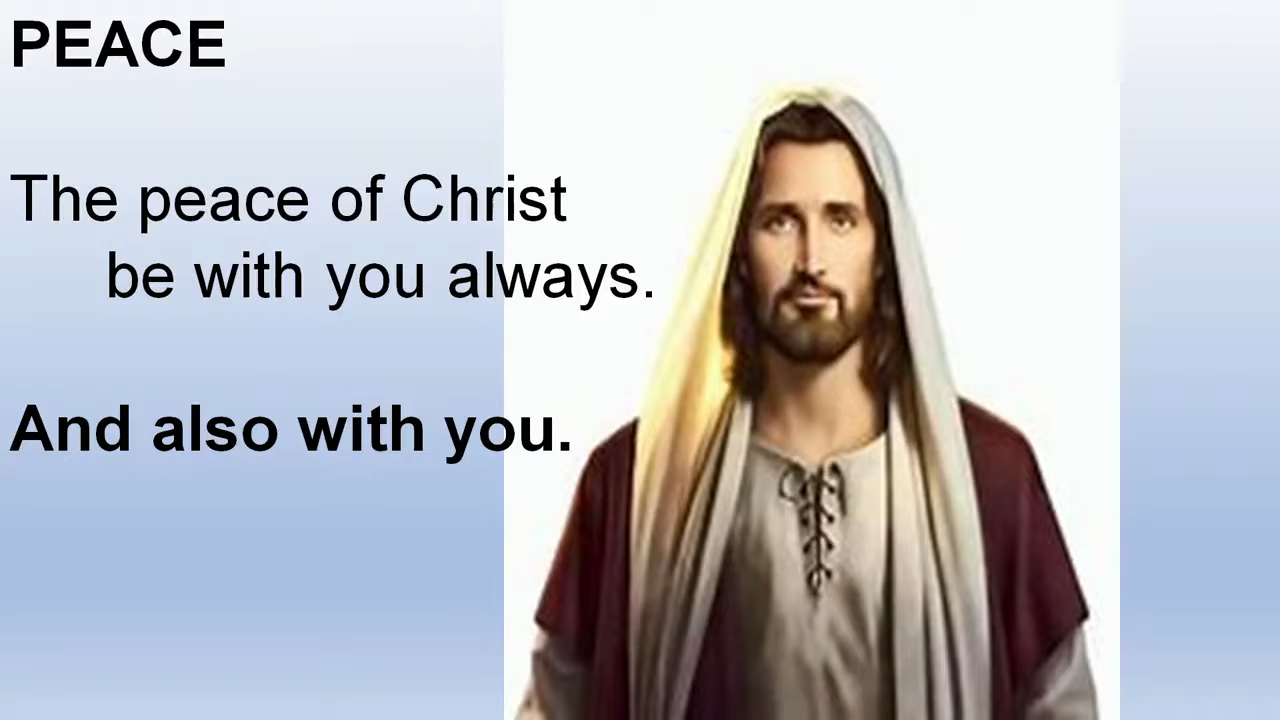 PEACE
The peace of Christ
be with you always.
And also with you.